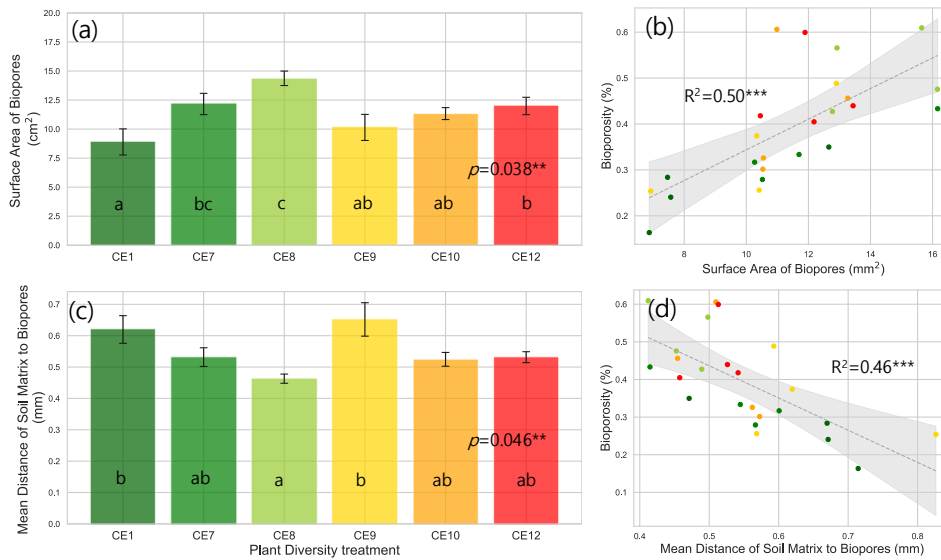 (a)
Surface Area of Biopores
(cm²)
20.0
17.5
15.0
12.5
10.0
7.5
5.0
2.5
0.0
p=0.038**
a
bc
c
ab
ab
b
CE1
CE7
CE8
CE9
CE10
CE12
(b)
Bioporosity (%)
0.6
0.5
0.4
0.3
0.2
R²=0.50***
8
10
12
14
16
Surface Area of Biopores (mm²)
(c)
Mean Distance of Soil Matrix to Biopores
(mm)
0.7
0.6
0.5
0.4
0.3
0.2
0.1
0.0
p=0.046**
b
ab
a
b
ab
ab
CE1
CE7
CE8
CE9
CE10
CE12
Plant Diversity treatment
(d)
Bioporosity (%)
0.6
0.5
0.4
0.3
0.2
0.1
R²=0.46***
0.4
0.5
0.6
0.7
0.8
Mean Distance of Soil Matrix to Biopores (mm)